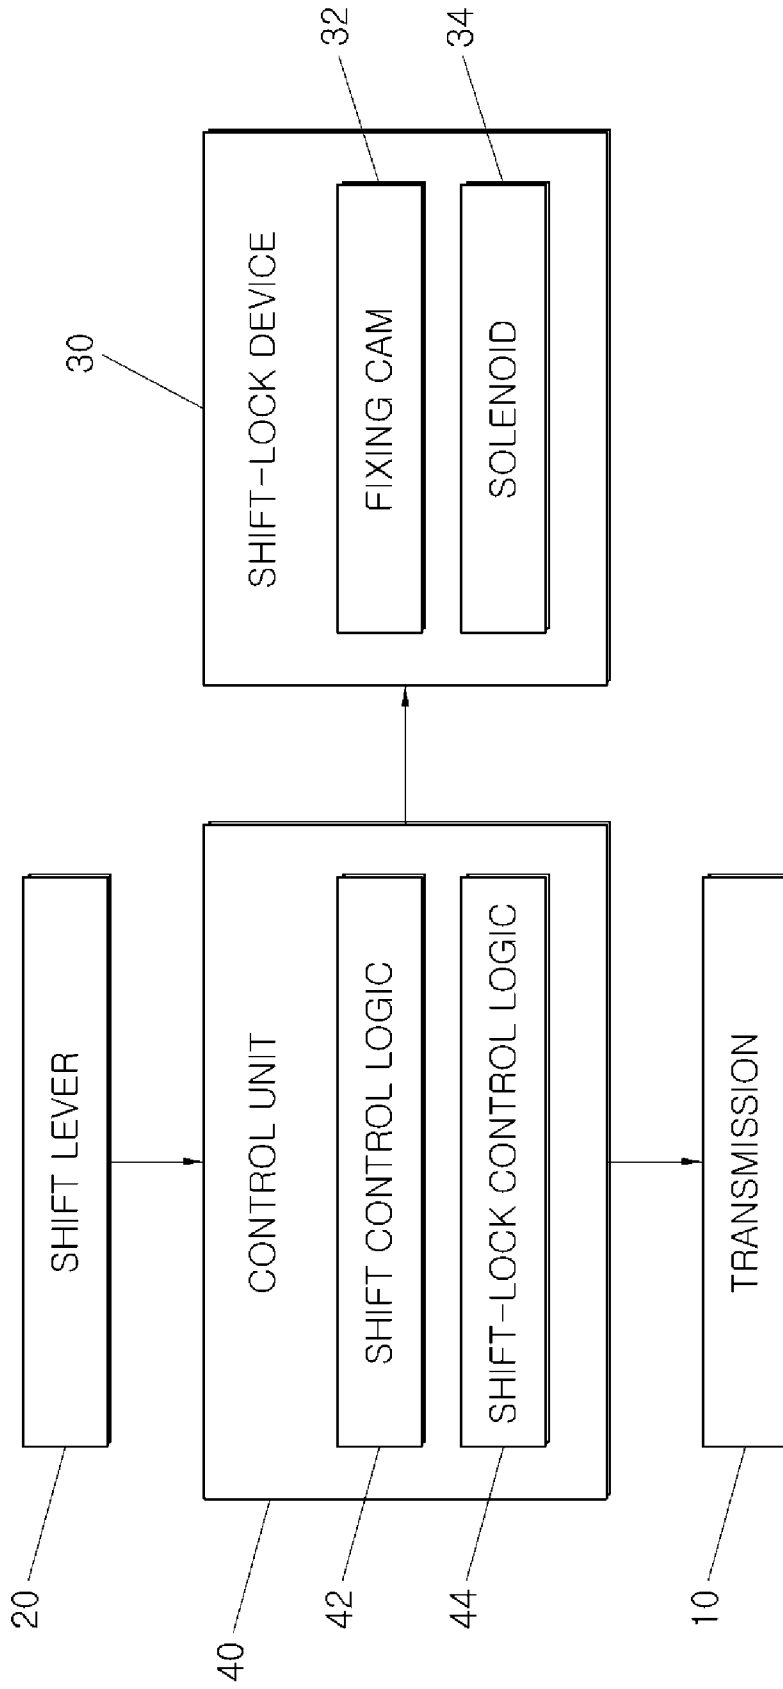 20
SHIFT LEVER
40
CONTROL UNIT
42
SHIFT CONTROL LOGIC
44
SHIFT-LOCK CONTROL LOGIC
10
TRANSMISSION
30
SHIFT-LOCK DEVICE
FIXING CAM
32
SOLENOID
34